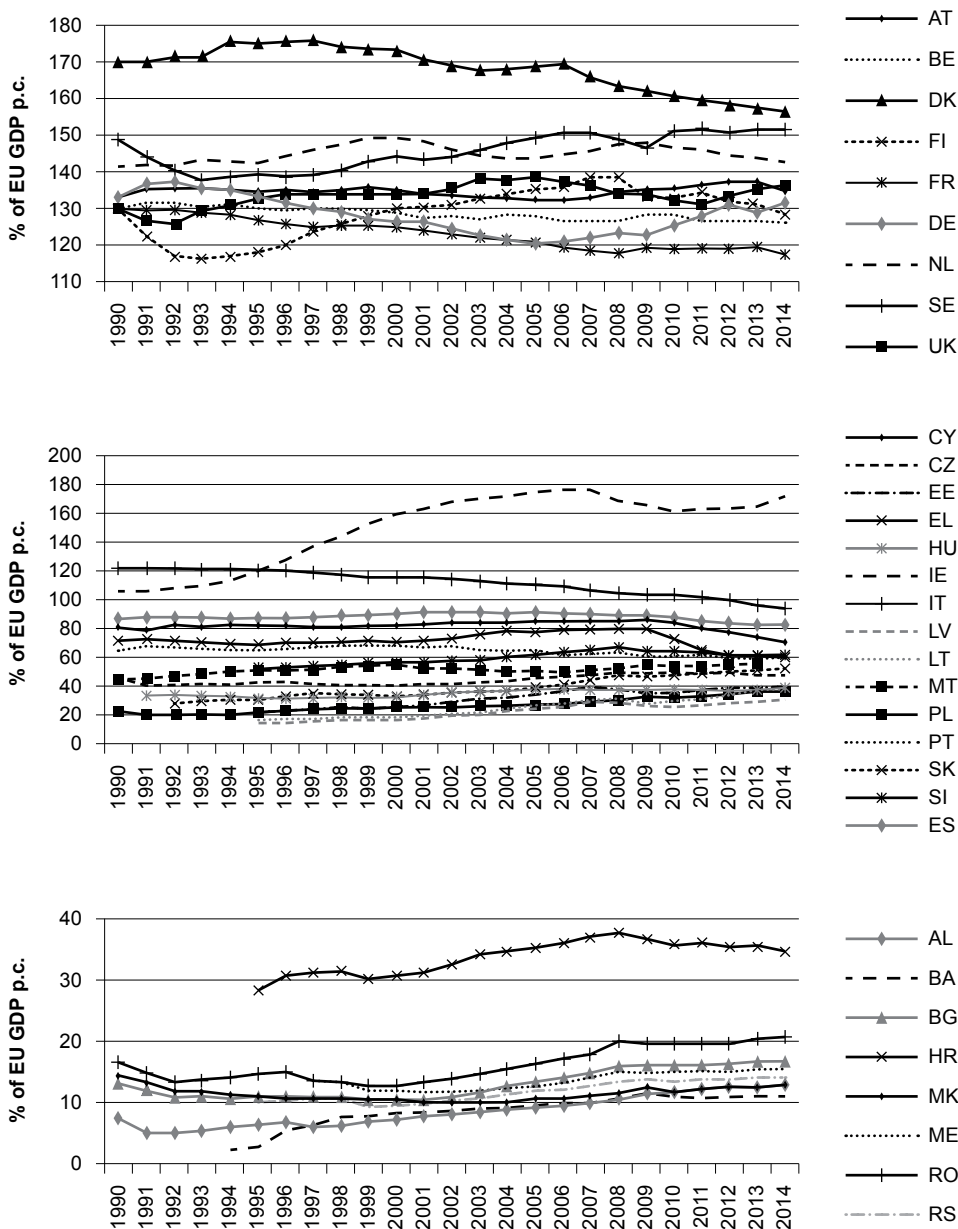 180
170
160
150
140
130
120
110
% of EU GDP p.c.
1990
1991
1992
1993
1994
1995
1996
1997
1998
1999
2000
2001
2002
2003
2004
2005
2006
2007
2008
2009
2010
2011
2012
2013
2014
AT
BE
DK
FI
FR
DE
NL
SE
UK
200
180
160
140
120
100
80
60
40
20
0
% of EU GDP p.c.
1990
1991
1992
1993
1994
1995
1996
1997
1998
1999
2000
2001
2002
2003
2004
2005
2006
2007
2008
2009
2010
2011
2012
2013
2014
CY
CZ
EE
EL
HU
IE
IT
LV
LT
MT
PL
PT
SK
SI
ES
40
30
20
10
0
% of EU GDP p.c.
1990
1991
1992
1993
1994
1995
1996
1997
1998
1999
2000
2001
2002
2003
2004
2005
2006
2007
2008
2009
2010
2011
2012
2013
2014
AL
BA
BG
HR
MK
ME
RO
RS